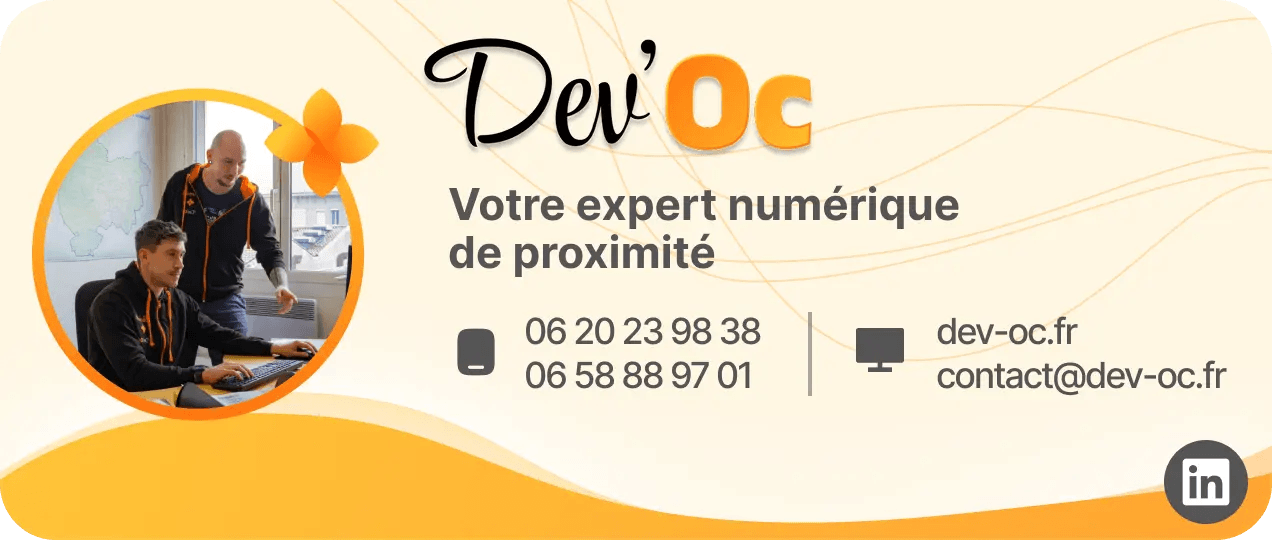 Dev'Oc
Votre expert numérique
de proximité
06 20 23 98 38
06 58 88 97 01
dev-oc.fr
contact@dev-oc.fr
in